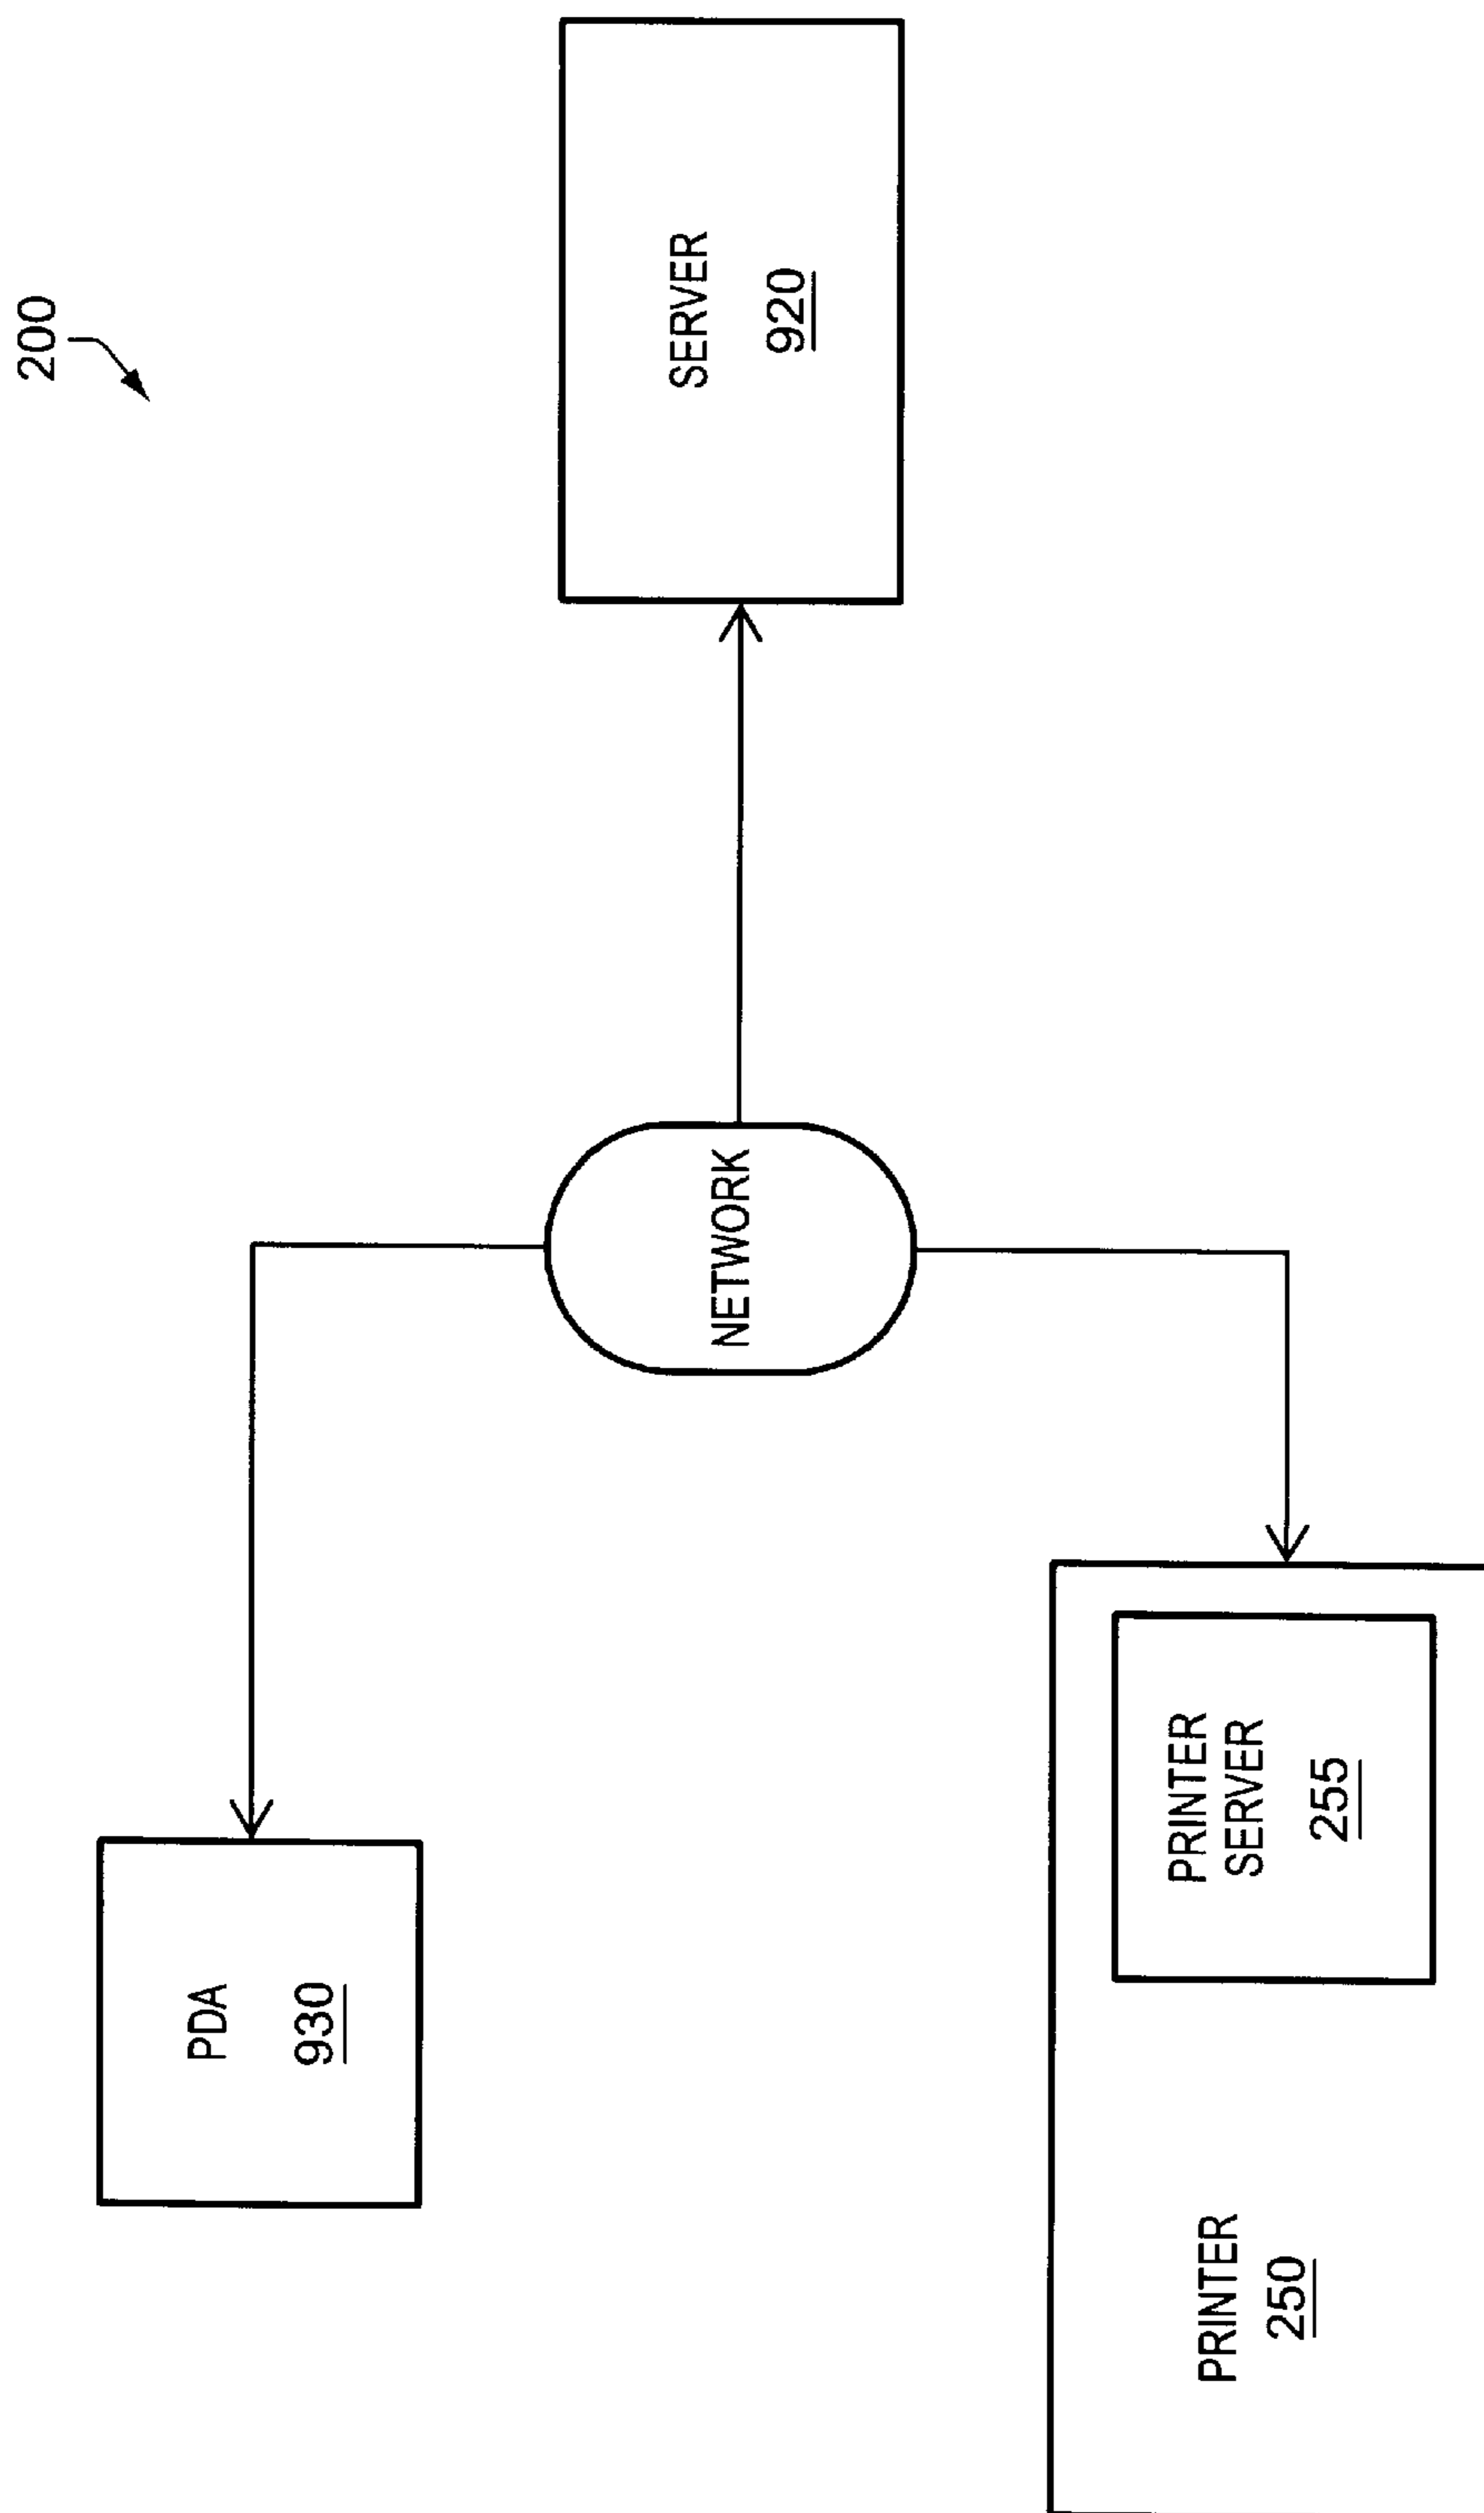 200
PDA
930
NETWORK
SERVER
920
PRINTER
250
PRINTER
SERVER
255